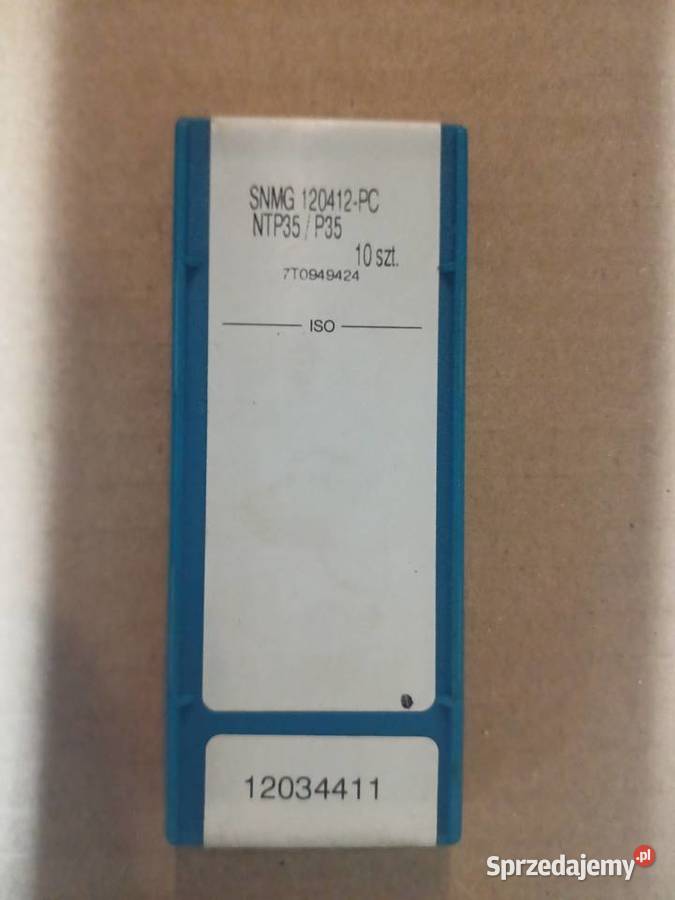 SNMG 120412-PC
NTP35 / P35
10 szt.
7T0949424
ISO
12034411
Sprzedajemy.pl